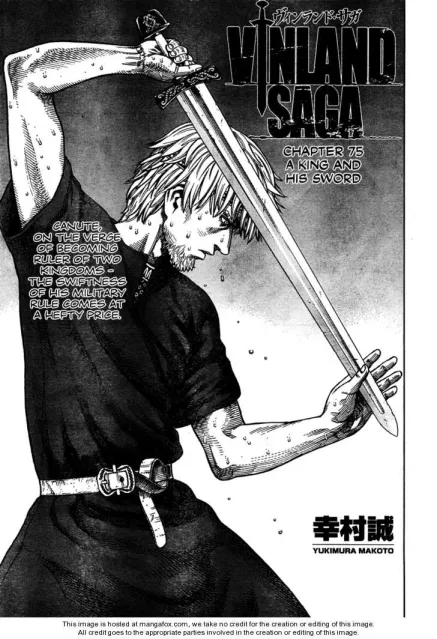 ヴィンランド・サガ
VINLAND
SAGA
CHAPTER 75
A KING AND
HIS SWORD
CANUTE,
ON THE VERGE
OF BECOMING
RULER OF TWO
KINGDOMS -
THE SWIFTNESS
OF HIS MILITARY
RULE COMES AT
A HEFTY PRICE.
幸村誠
YUKIMURA MAKOTO
This image is hosted at mangafox.com, we take no credit for the creation or editing of this image.
All credit goes to the appropriate parties involved in the creation or editing of this image.